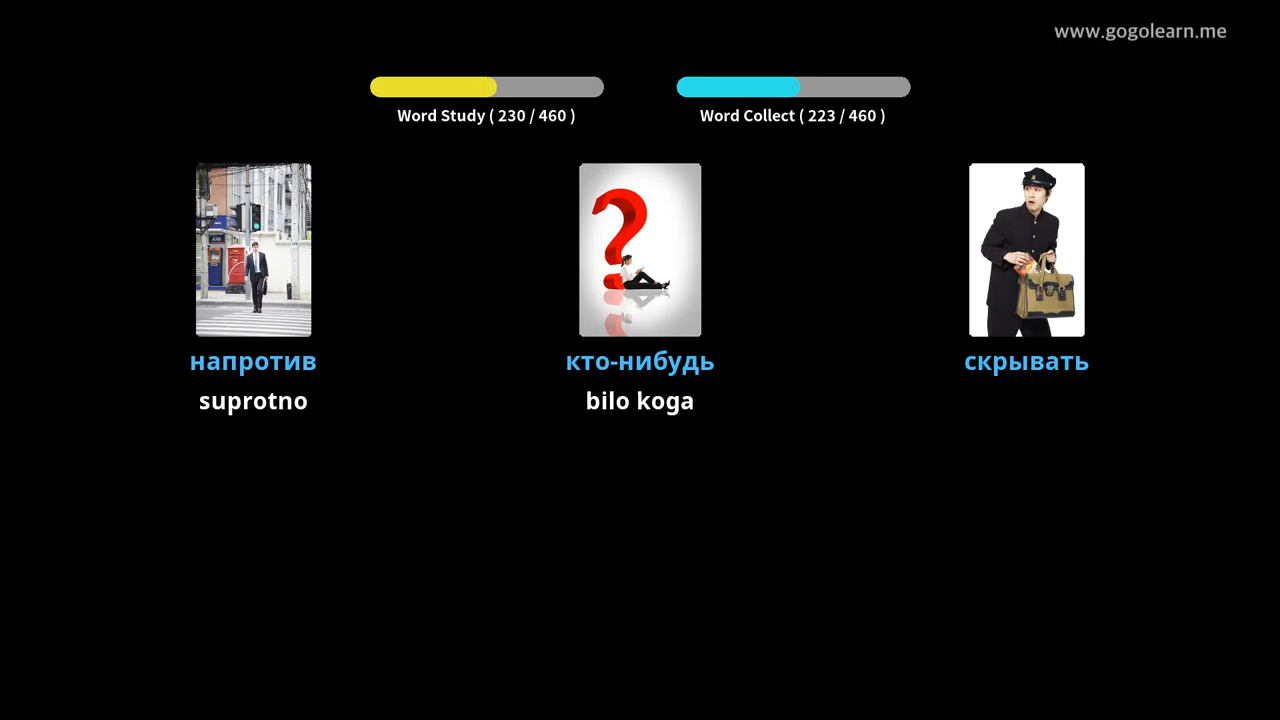 www.gogolearn.me
Word Study ( 230 / 460 )
Word Collect ( 223 / 460 )
напротив
кто-нибудь
скрывать
suprotno
bilo koga